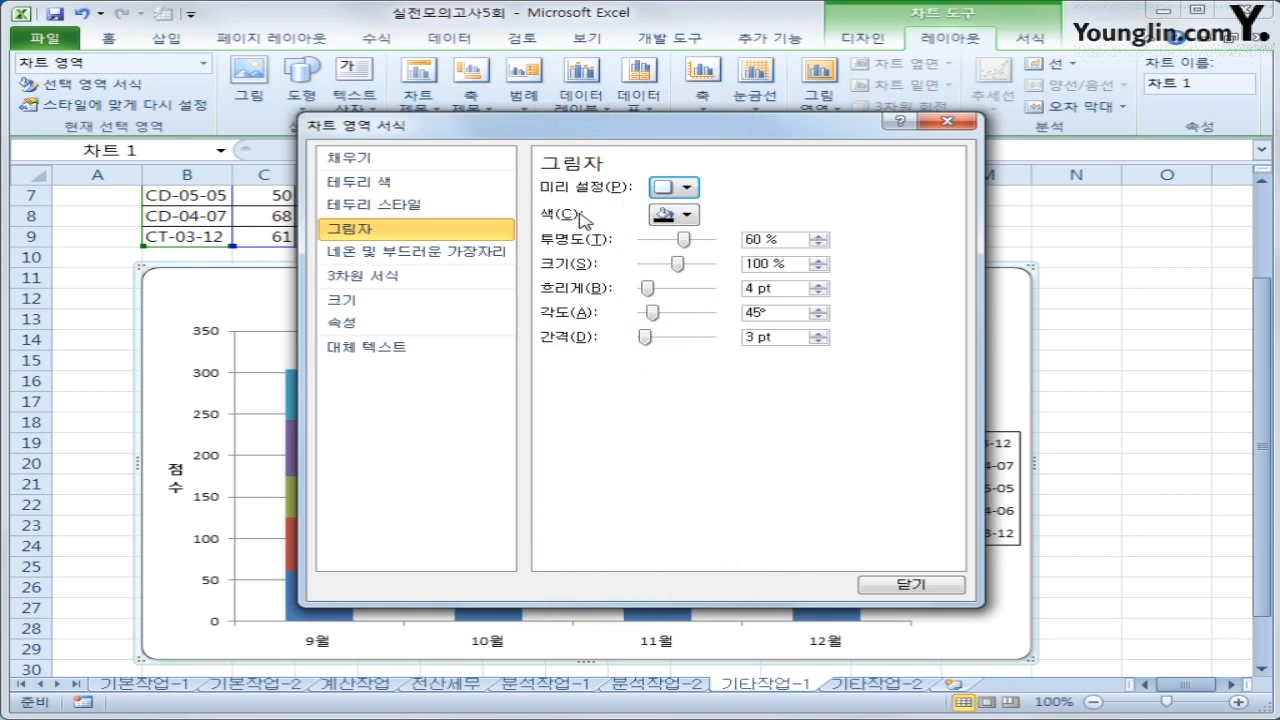 실전모의고사5회 - Microsoft Excel
차트 도구
YoungJin.com Y.
파일 홈 삽입 페이지 레이아웃 수식 데이터 검토 보기 개발 도구 추가 기능 디자인 레이아웃 서식
차트 영역
선택 영역 서식
스타일에 맞게 다시 설정
현재 선택 영역
그림 도형 텍스트
차트 축 범례 데이터 데이터 축 눈금선 그림
차트 옆면
차트 밑면
3차원 회전
추세선
선
양선/음선
오차 막대
분석
차트 이름:
차트 1
속성
차트 1
A B C M N O
7 CD-05-05 50
8 CD-04-07 68
9 CT-03-12 61
10
11
12
13
14
15
16
17
18
19
20
21
22
23
24
25
26
27
28
29
30
350
300
250
200
150
100
50
0
점수
9월 10월 11월 12월
-12
-07
-05
-06
-12
차트 영역 서식
채우기
테두리 색
테두리 스타일
그림자
네온 및 부드러운 가장자리
3차원 서식
크기
속성
대체 텍스트
그림자
미리 설정(P):
색(C):
투명도(T): 60 %
크기(S): 100 %
흐리게(B): 4 pt
각도(A): 45°
간격(D): 3 pt
닫기
기본작업-1 기본작업-2 계산작업 전산세무 분석작업-1 분석작업-2 기타작업-1 기타작업-2
준비
100%